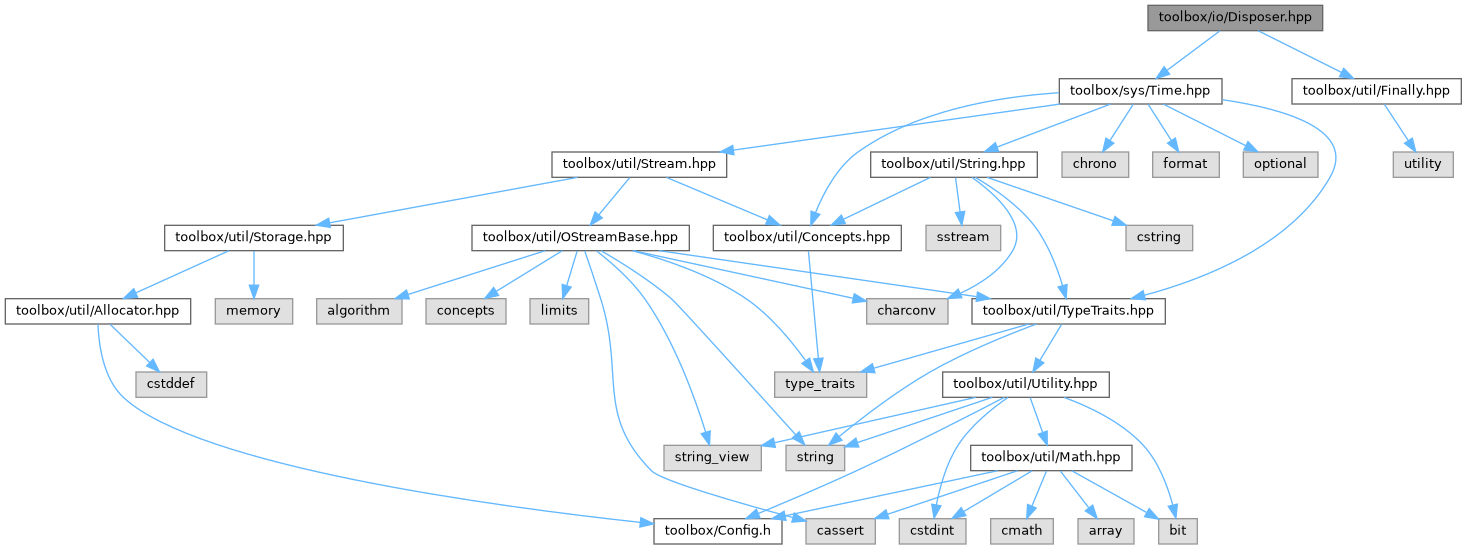 toolbox/io/Disposer.hpp
toolbox/sys/Time.hpp
toolbox/util/Finally.hpp
toolbox/util/Stream.hpp
toolbox/util/String.hpp
chrono
format
optional
utility
toolbox/util/Storage.hpp
toolbox/util/OStreamBase.hpp
toolbox/util/Concepts.hpp
sstream
cstring
toolbox/util/Allocator.hpp
memory
algorithm
concepts
limits
charconv
toolbox/util/TypeTraits.hpp
cstddef
type_traits
toolbox/util/Utility.hpp
string_view
string
toolbox/util/Math.hpp
toolbox/Config.h
cassert
cstdint
cmath
array
bit